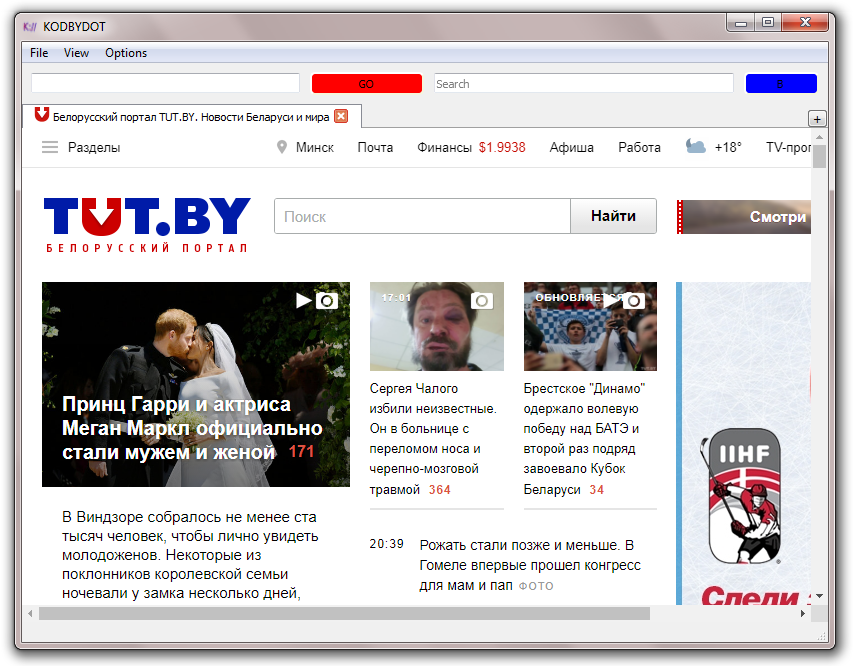 K:// KODBYDOT
File View Options
GO Search B
Белорусский портал TUT.BY. Новости Беларуси и мира
+
Разделы Минск Почта Финансы $1.9938 Афиша Работа +18° TV-прог
TUT.BY
БЕЛОРУССКИЙ ПОРТАЛ
Поиск Найти
Смотри
Принц Гарри и актриса
Меган Маркл официально
стали мужем и женой 171
В Виндзоре собралось не менее ста
тысяч человек, чтобы лично увидеть
молодоженов. Некоторые из
поклонников королевской семьи
ночевали у замка несколько дней,
17:01
Сергея Чалого
избили неизвестные.
Он в больнице с
переломом носа и
черепно-мозговой
травмой 364
ОБНОВЛЯЕТСЯ
Брестское "Динамо"
одержало волевую
победу над БАТЭ и
второй раз подряд
завоевало Кубок
Беларуси 34
20:39 Рожать стали позже и меньше. В
Гомеле впервые прошел конгресс
для мам и пап ФОТО
IIHF
®
Следи з